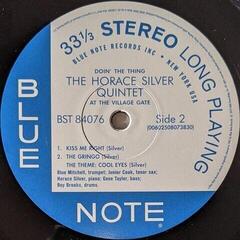 33 1/3 STEREO LONG PLAYING
BLUE NOTE RECORDS INC • NEW YORK USA
DOIN' THE THING
THE HORACE SILVER
QUINTET
AT THE VILLAGE GATE
BST 84076
Side 2
(00602508073830)
1. KISS ME RIGHT (Silver)
2. THE GRINGO (Silver)
THE THEME: COOL EYES (Silver)
Blue Mitchell, trumpet; Junior Cook, tenor sax;
Horace Silver, piano; Gene Taylor, bass;
Roy Brooks, drums.
BLUE
NOTE